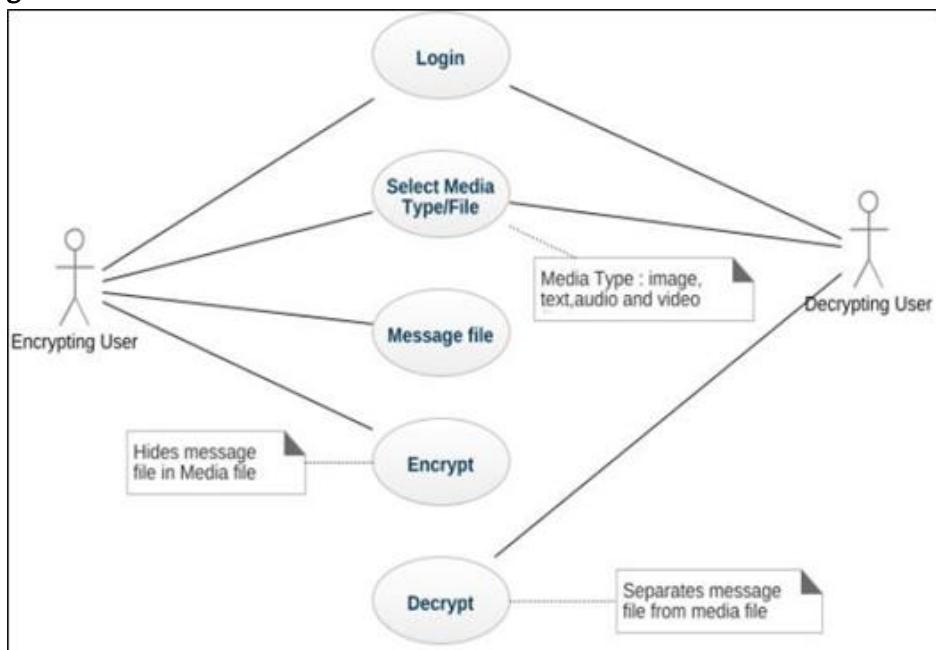 Login
Select Media
Type/File
Media Type : image,
text,audio and video
Encrypting User
Decrypting User
Message file
Hides message
file in Media file
Encrypt
Decrypt
Separates message
file from media file